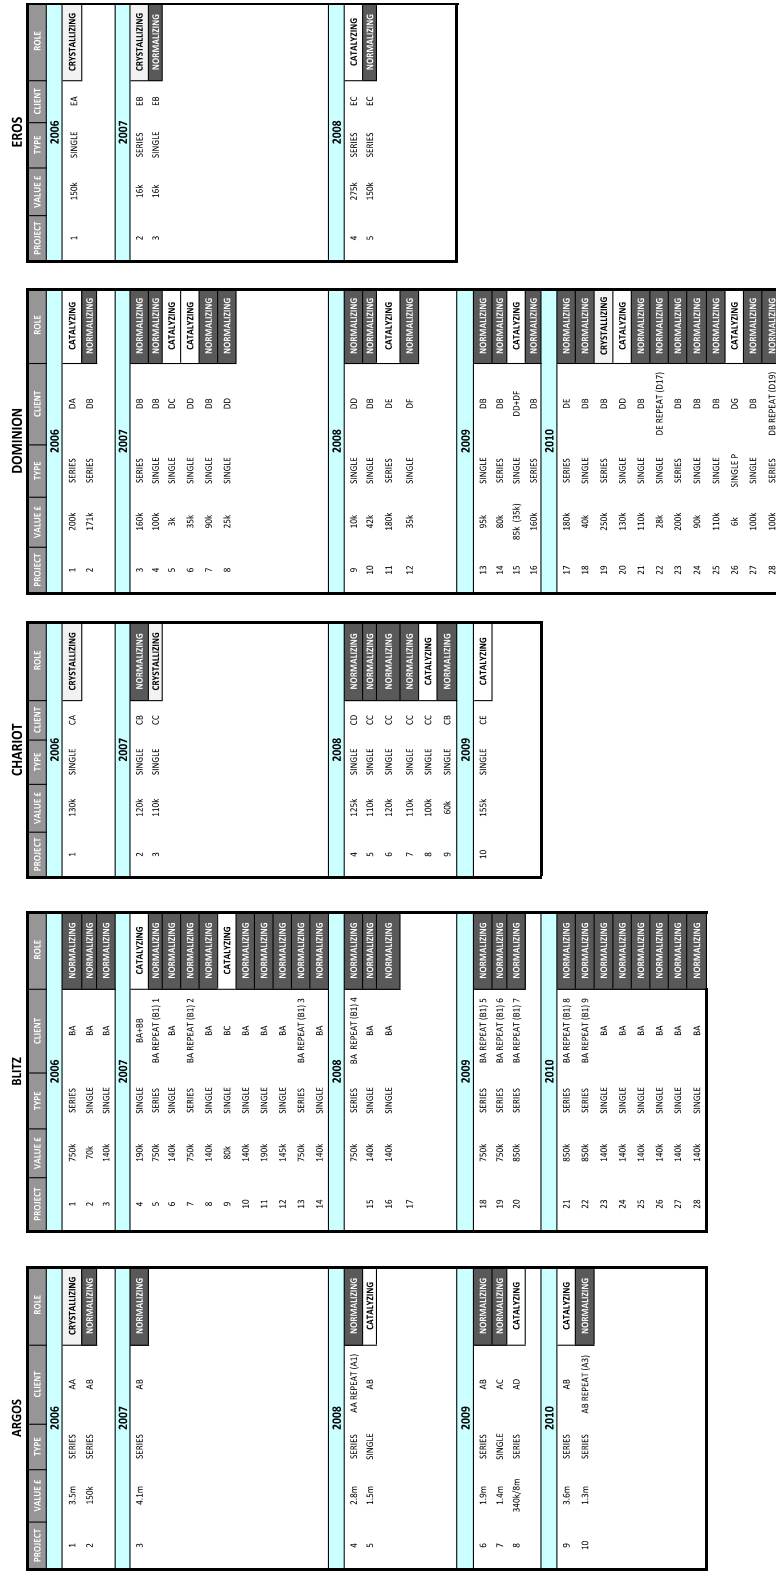 ARGOS
PROJECT VALUE £ TYPE CLIENT ROLE
2006
1 3.5m SERIES AA CRYSTALLIZING
2 150k SERIES AB NORMALIZING
2007
3 4.1m SERIES AB NORMALIZING
2008
4 2.8m SERIES AA REPEAT (A1) NORMALIZING
5 1.5m SINGLE AB CATALYZING
2009
6 1.9m SERIES AB NORMALIZING
7 1.4m SINGLE AC NORMALIZING
8 340k/8m SERIES AD CATALYZING
2010
9 3.6m SERIES AB CATALYZING
10 1.3m SERIES AB REPEAT (A3) NORMALIZING
BLITZ
PROJECT VALUE £ TYPE CLIENT ROLE
2006
1 750k SERIES BA NORMALIZING
2 70k SINGLE BA NORMALIZING
3 140k SINGLE BA NORMALIZING
2007
4 190k SINGLE BA+BB CATALYZING
5 750k SERIES BA REPEAT (B1) 1 NORMALIZING
6 140k SINGLE BA NORMALIZING
7 750k SERIES BA REPEAT (B1) 2 NORMALIZING
8 140k SINGLE BA NORMALIZING
9 80k SINGLE BC CATALYZING
10 140k SINGLE BA NORMALIZING
11 190k SINGLE BA NORMALIZING
12 145k SINGLE BA NORMALIZING
13 750k SERIES BA REPEAT (B1) 3 NORMALIZING
14 140k SINGLE BA NORMALIZING
2008
750k SERIES BA REPEAT (B1) 4 NORMALIZING
15 140k SINGLE BA NORMALIZING
16 140k SINGLE BA NORMALIZING
17
2009
18 750k SERIES BA REPEAT (B1) 5 NORMALIZING
19 750k SERIES BA REPEAT (B1) 6 NORMALIZING
20 850k SERIES BA REPEAT (B1) 7 NORMALIZING
2010
21 850k SERIES BA REPEAT (B1) 8 NORMALIZING
22 850k SERIES BA REPEAT (B1) 9 NORMALIZING
23 140k SINGLE BA NORMALIZING
24 140k SINGLE BA NORMALIZING
25 140k SINGLE BA NORMALIZING
26 140k SINGLE BA NORMALIZING
27 140k SINGLE BA NORMALIZING
28 140k SINGLE BA NORMALIZING
CHARIOT
PROJECT VALUE £ TYPE CLIENT ROLE
2006
1 130k SINGLE CA CRYSTALLIZING
2007
2 120k SINGLE CB NORMALIZING
3 110k SINGLE CC CRYSTALLIZING
2008
4 125k SINGLE CD NORMALIZING
5 110k SINGLE CC NORMALIZING
6 120k SINGLE CC NORMALIZING
7 110k SINGLE CC NORMALIZING
8 100k SINGLE CC CATALYZING
9 60k SINGLE CB NORMALIZING
2009
10 155k SINGLE CE CATALYZING
DOMINION
PROJECT VALUE £ TYPE CLIENT ROLE
2006
1 200k SERIES DA CATALYZING
2 171k SERIES DB NORMALIZING
2007
3 160k SERIES DB NORMALIZING
4 100k SINGLE DB NORMALIZING
5 3k SINGLE DC CATALYZING
6 35k SINGLE DD CATALYZING
7 90k SINGLE DB NORMALIZING
8 25k SINGLE DD NORMALIZING
2008
9 10k SINGLE DD NORMALIZING
10 42k SINGLE DB NORMALIZING
11 180k SERIES DE CATALYZING
12 35k SINGLE DF NORMALIZING
2009
13 95k SINGLE DB NORMALIZING
14 80k SERIES DB NORMALIZING
15 85k (35k) SINGLE DD+DF CATALYZING
16 160k SERIES DB NORMALIZING
2010
17 180k SERIES DE NORMALIZING
18 40k SINGLE DB NORMALIZING
19 250k SERIES DB CRYSTALLIZING
20 130k SINGLE DD CATALYZING
21 110k SINGLE DB NORMALIZING
22 28k SINGLE DE REPEAT (D17) NORMALIZING
23 200k SERIES DB NORMALIZING
24 90k SINGLE DB NORMALIZING
25 110k SINGLE DB NORMALIZING
26 6k SINGLE P DG CATALYZING
27 100k SINGLE DB NORMALIZING
28 100k SERIES DB REPEAT (D19) NORMALIZING
EROS
PROJECT VALUE £ TYPE CLIENT ROLE
2006
1 150k SINGLE EA CRYSTALLIZING
2007
2 16k SERIES EB CRYSTALLIZING
3 16k SINGLE EB NORMALIZING
2008
4 275k SERIES EC CATALYZING
5 150k SERIES EC NORMALIZING